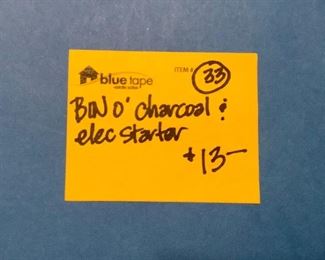 blue tape
estate sales
ITEM # 33
BIN O' charcoal &
elec starter
$13—